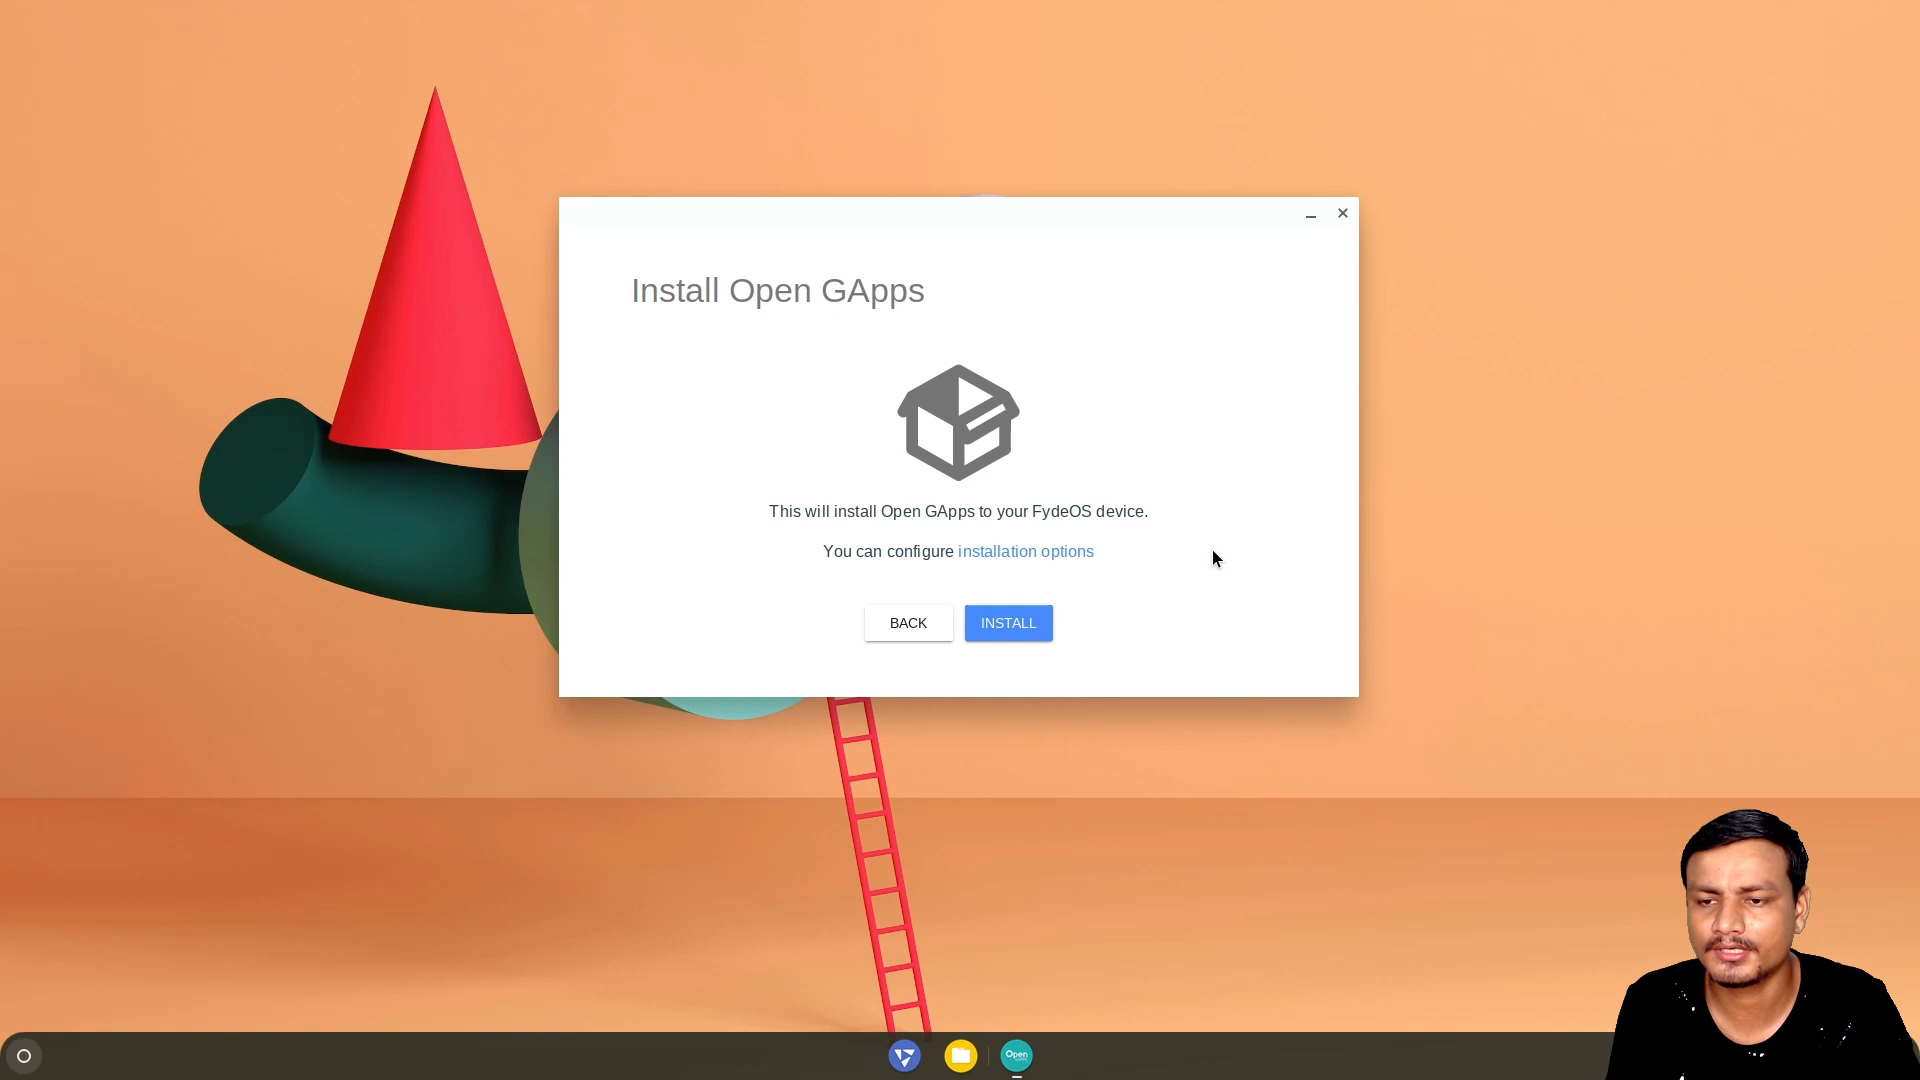 Install Open GApps
This will install Open GApps to your FydeOS device.
You can configure installation options
BACK
INSTALL
Open